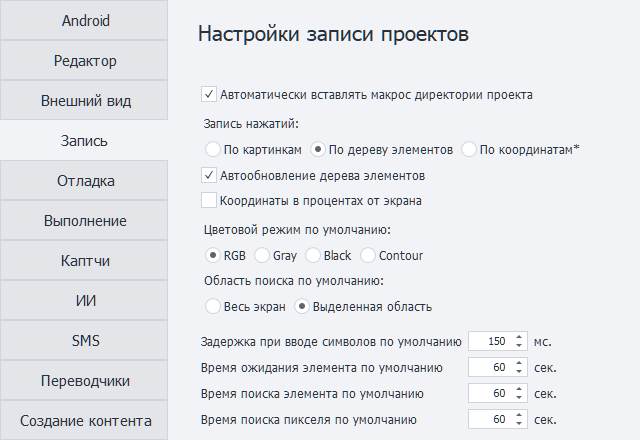 Android
Редактор
Внешний вид
Запись
Отладка
Выполнение
Каптчи
ИИ
SMS
Переводчики
Создание контента
Настройки записи проектов
Автоматически вставлять макрос директории проекта
Запись нажатий:
По картинкам По дереву элементов По координатам*
Автообновление дерева элементов
Координаты в процентах от экрана
Цветовой режим по умолчанию:
RGB Gray Black Contour
Область поиска по умолчанию:
Весь экран Выделенная область
Задержка при вводе символов по умолчанию 150 мс.
Время ожидания элемента по умолчанию 60 сек.
Время поиска элемента по умолчанию 60 сек.
Время поиска пикселя по умолчанию 60 сек.